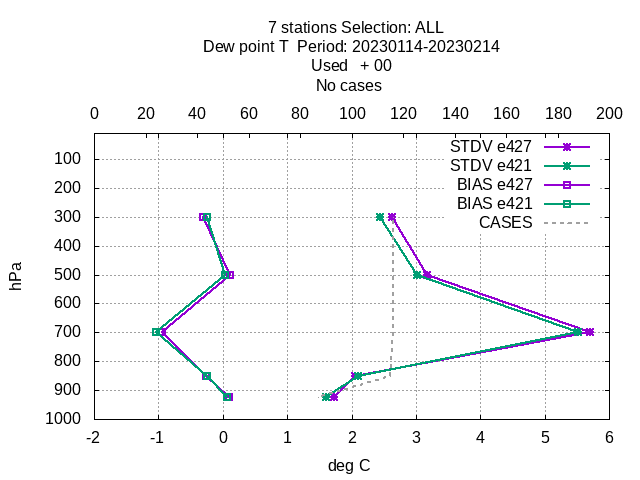 7 stations Selection: ALL
Dew point T  Period: 20230114-20230214
Used   + 00
No cases
0 20 40 60 80 100 120 140 160 180 200
STDV e427
STDV e421
BIAS e427
BIAS e421
CASES
100
200
300
400
500
600
700
800
900
1000
hPa
-2 -1 0 1 2 3 4 5 6
deg C